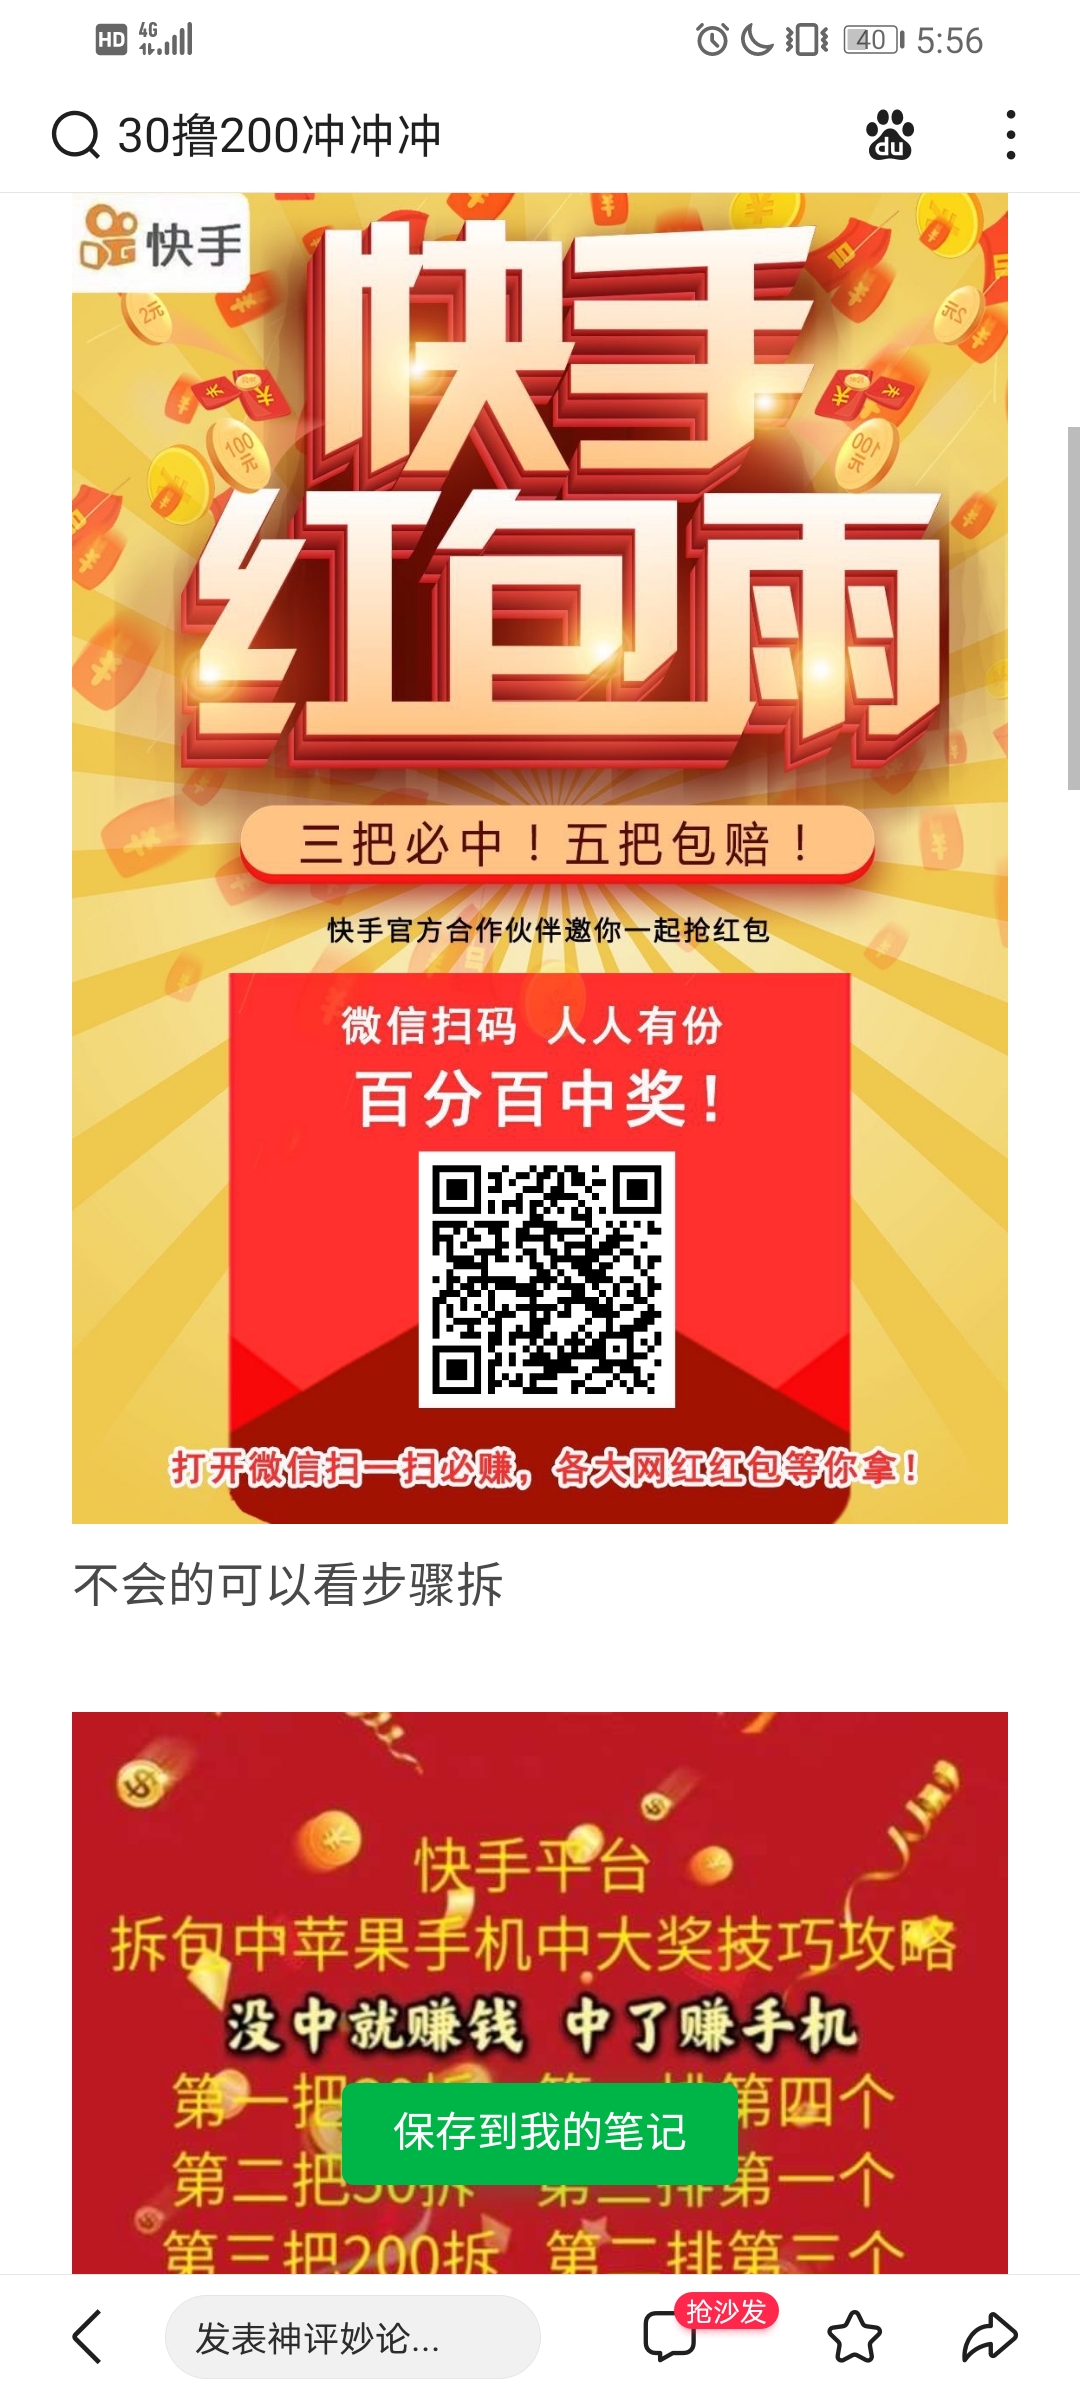 HD 4G 40 5:56
30撸200冲冲冲
du
快手
快手
红包雨
2元
2元
100元
100元
三把必中！五把包赔！
快手官方合作伙伴邀你一起抢红包
微信扫码 人人有份
百分百中奖！
打开微信扫一扫必赚，各大网红红包等你拿！
不会的可以看步骤拆
快手平台
拆包中苹果手机中大奖技巧攻略
没中就赚钱 中了赚手机
第一把 第四个
第二把50拆 第二排第一个
第三把200拆 第二排第三个
保存到我的笔记
发表神评妙论...
抢沙发